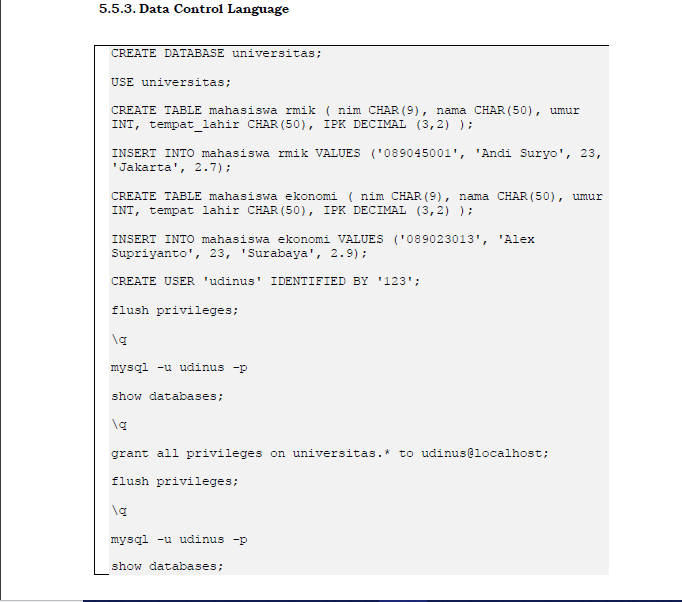 5.5.3. Data Control Language
CREATE DATABASE universitas;
USE universitas;
CREATE TABLE mahasiswa rmik ( nim CHAR(9), nama CHAR(50), umur
INT, tempat_lahir CHAR(50), IPK DECIMAL (3,2) );
INSERT INTO mahasiswa rmik VALUES ('089045001', 'Andi Suryo', 23,
'Jakarta', 2.7);
CREATE TABLE mahasiswa ekonomi ( nim CHAR(9), nama CHAR(50), umur
INT, tempat lahir CHAR(50), IPK DECIMAL (3,2) );
INSERT INTO mahasiswa ekonomi VALUES ('089023013', 'Alex
Supriyanto', 23, 'Surabaya', 2.9);
CREATE USER 'udinus' IDENTIFIED BY '123';
flush privileges;
\q
mysql -u udinus -p
show databases;
\q
grant all privileges on universitas.* to udinus@localhost;
flush privileges;
\q
mysql -u udinus -p
show databases;